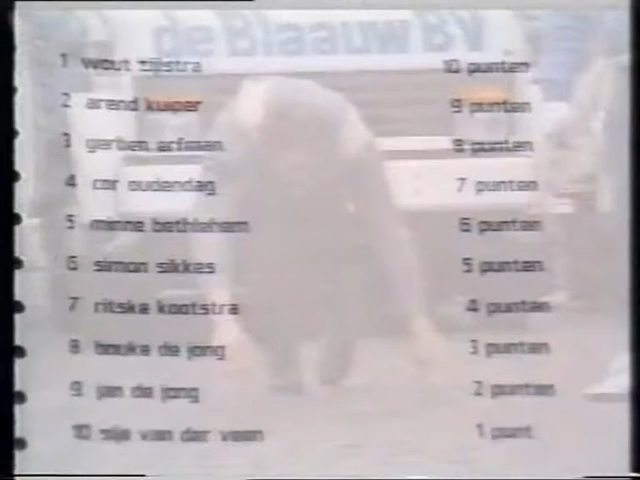 de Blaauw BV
1 wout zijlstra 10 punten
2 arend kuiper 9 punten
3 gerben arfman 8 punten
4 cor oudendag 7 punten
5 minne bethlehem 6 punten
6 simon sikkes 5 punten
7 ritske kootstra 4 punten
8 bouke de jong 3 punten
9 jan de jong 2 punten
10 sije van der veen 1 punt